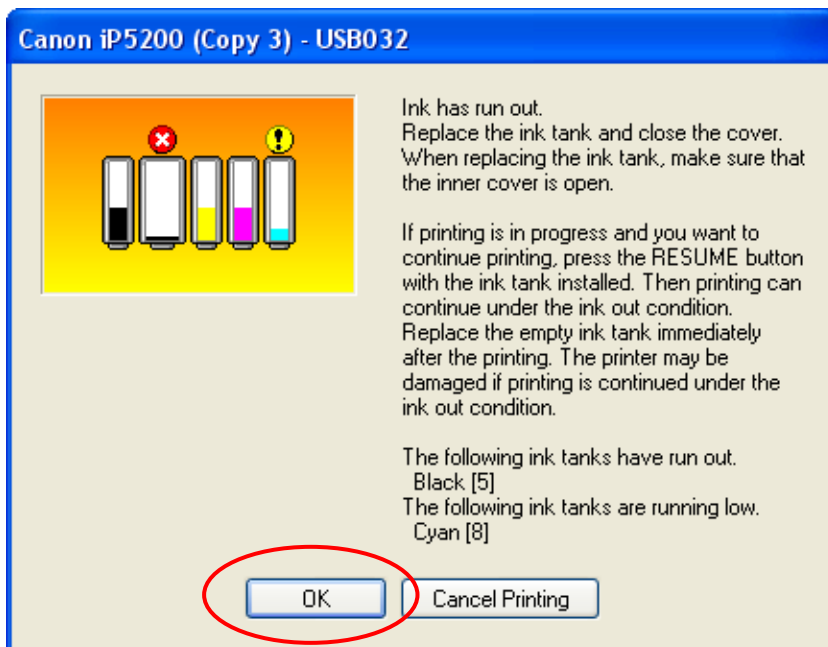 Canon iP5200 (Copy 3) - USB032
Ink has run out.
Replace the ink tank and close the cover.
When replacing the ink tank, make sure that
the inner cover is open.
If printing is in progress and you want to
continue printing, press the RESUME button
with the ink tank installed. Then printing can
continue under the ink out condition.
Replace the empty ink tank immediately
after the printing. The printer may be
damaged if printing is continued under the
ink out condition.
The following ink tanks have run out.
Black [5]
The following ink tanks are running low.
Cyan [8]
OK
Cancel Printing